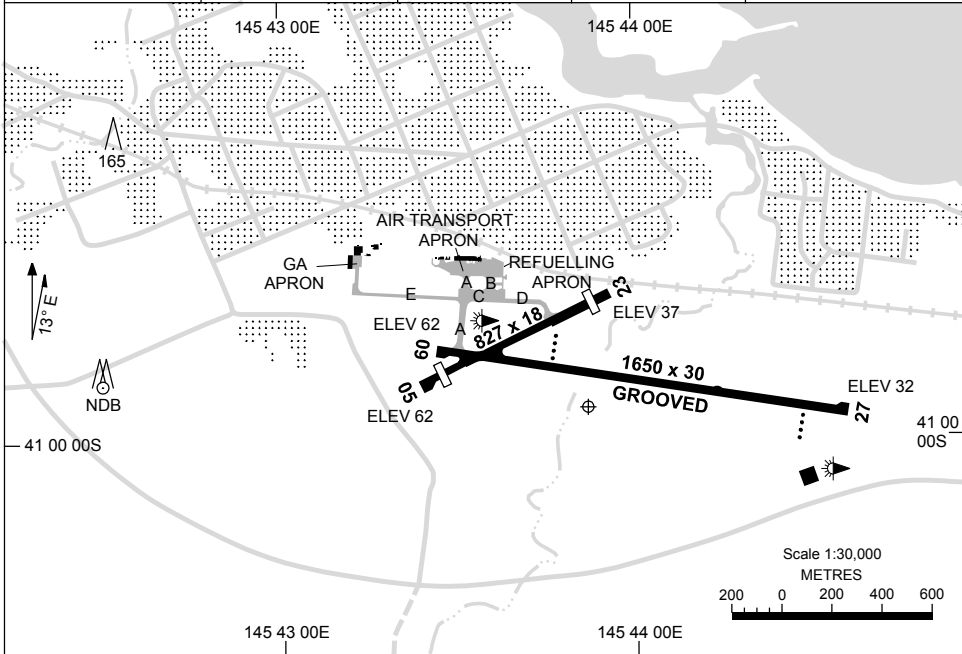 145 43 00E
145 44 00E
165
AIR TRANSPORT
APRON
GA
APRON
REFUELLING
APRON
A
B
C
D
E
A
13° E
23
ELEV 37
ELEV 62
827 x 18
09
1650 x 30
GROOVED
05
ELEV 62
ELEV 32
27
NDB
41 00 00S
41 00
00S
Scale 1:30,000
METRES
200 0 200 400 600
145 43 00E
145 44 00E